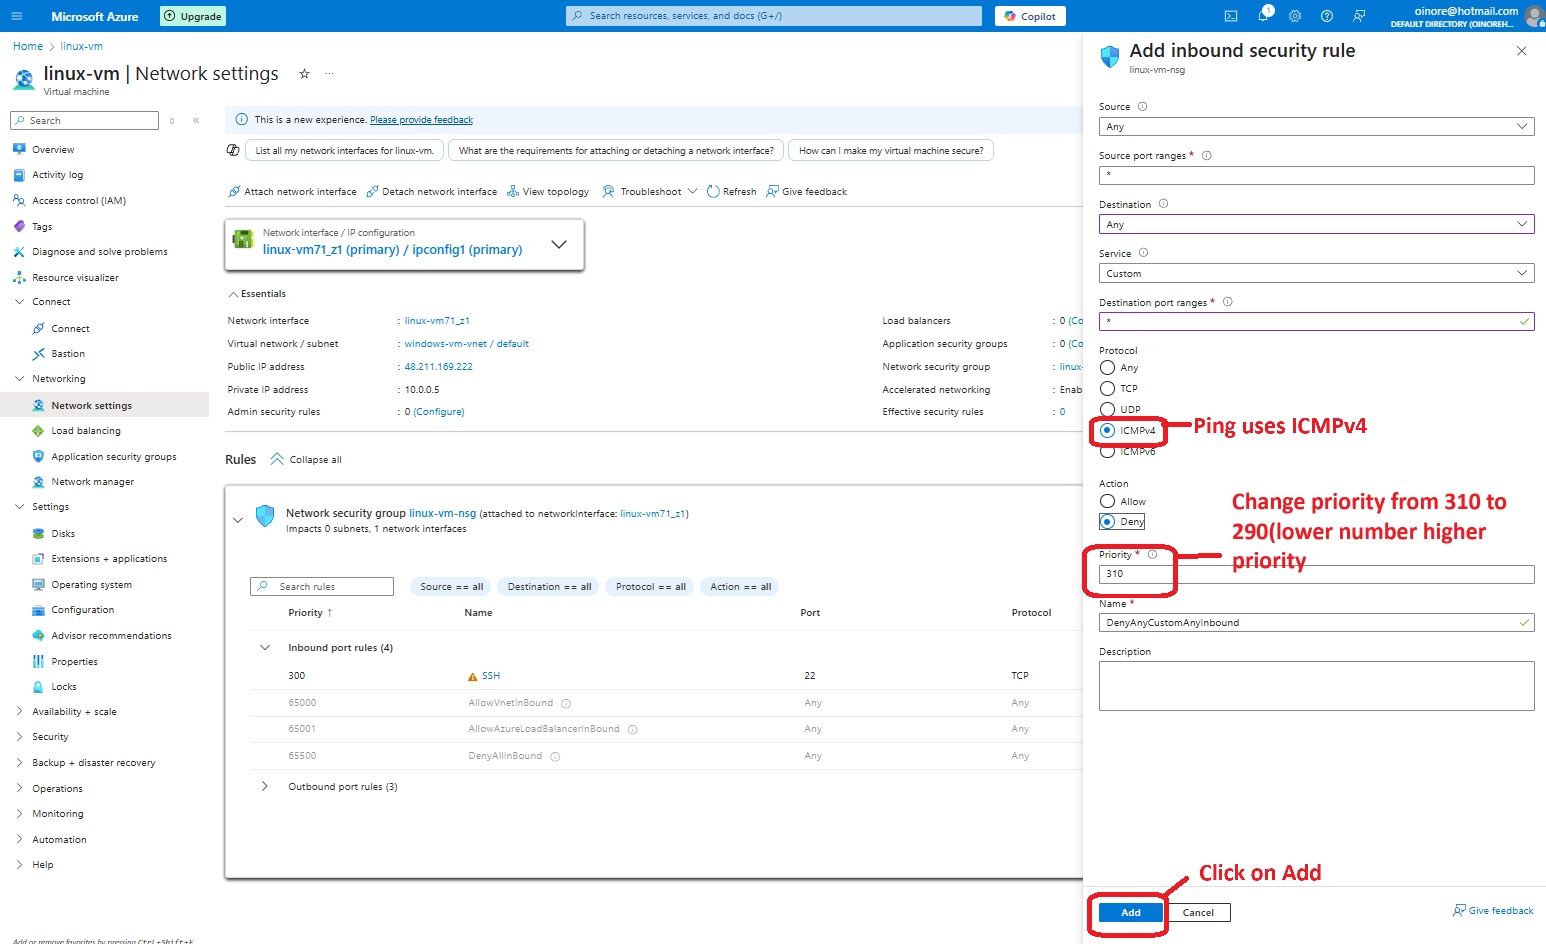 Microsoft Azure
Upgrade
Search resources, services, and docs (G+/)
Copilot
1
oinore@hotmail.com
DEFAULT DIRECTORY (OINOREH...
Home > linux-vm
linux-vm | Network settings
Virtual machine
Search
Overview
Activity log
Access control (IAM)
Tags
Diagnose and solve problems
Resource visualizer
Connect
Connect
Bastion
Networking
Network settings
Load balancing
Application security groups
Network manager
Settings
Disks
Extensions + applications
Operating system
Configuration
Advisor recommendations
Properties
Locks
Availability + scale
Security
Backup + disaster recovery
Operations
Monitoring
Automation
Help
Add or remove favorites by pressing Ctrl+Shift+F
This is a new experience. Please provide feedback
List all my network interfaces for linux-vm.
What are the requirements for attaching or detaching a network interface?
How can I make my virtual machine secure?
Attach network interface
Detach network interface
View topology
Troubleshoot
Refresh
Give feedback
Network interface / IP configuration
linux-vm71_z1 (primary) / ipconfig1 (primary)
Essentials
Network interface : linux-vm71_z1
Virtual network / subnet : windows-vm-vnet / default
Public IP address : 48.211.169.222
Private IP address : 10.0.0.5
Admin security rules : 0 (Configure)
Load balancers : 0 (Co
Application security groups : 0 (Co
Network security group : linux-
Accelerated networking : Enab
Effective security rules : 0
Rules
Collapse all
Network security group linux-vm-nsg (attached to networkInterface: linux-vm71_z1)
Impacts 0 subnets, 1 network interfaces
Search rules
Source == all
Destination == all
Protocol == all
Action == all
Priority ↑ Name Port Protocol
Inbound port rules (4)
300 SSH 22 TCP
65000 AllowVnetInBound Any Any
65001 AllowAzureLoadBalancerInBound Any Any
65500 DenyAllInBound Any Any
Outbound port rules (3)
Add inbound security rule
linux-vm-nsg
Source
Any
Source port ranges *
*
Destination
Any
Service
Custom
Destination port ranges *
*
Protocol
Any
TCP
UDP
ICMPv4
Ping uses ICMPv4
ICMPv6
Action
Allow
Deny
Change priority from 310 to
290(lower number higher
priority
Priority *
310
Name *
DenyAnyCustomAnyInbound
Description
Click on Add
Add
Cancel
Give feedback